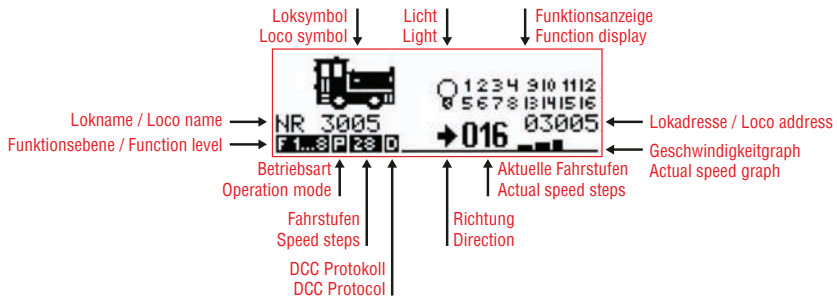 Loksymbol
Loco symbol
Licht
Light
Funktionsanzeige
Function display
1 2 3 4 9 10 11 12
5 6 7 8 13 14 15 16
Lokname / Loco name
NR 3005
➔016
03005
Lokadresse / Loco address
Funktionsebene / Function level
F1...8 P 28 D
Geschwindigkeitgraph
Actual speed graph
Betriebsart
Operation mode
Aktuelle Fahrstufen
Actual speed steps
Fahrstufen
Speed steps
Richtung
Direction
DCC Protokoll
DCC Protocol